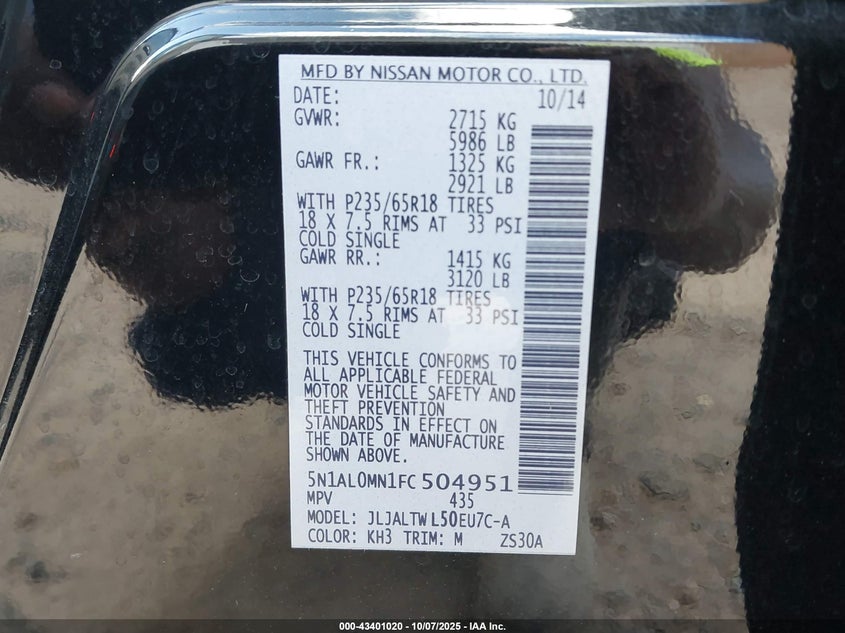 MFD BY NISSAN MOTOR CO., LTD.
DATE: 10/14
GVWR: 2715 KG
5986 LB
GAWR FR.: 1325 KG
2921 LB
WITH P235/65R18 TIRES
18 X 7.5 RIMS AT 33 PSI
COLD SINGLE
GAWR RR.: 1415 KG
3120 LB
WITH P235/65R18 TIRES
18 X 7.5 RIMS AT 33 PSI
COLD SINGLE
THIS VEHICLE CONFORMS TO
ALL APPLICABLE FEDERAL
MOTOR VEHICLE SAFETY AND
THEFT PREVENTION
STANDARDS IN EFFECT ON
THE DATE OF MANUFACTURE
SHOWN ABOVE.
5N1AL0MN1FC504951
MPV 435
MODEL: JLJALTWL50EU7C-A
COLOR: KH3 TRIM: M ZS30A
000-43401020 - 10/07/2025 - IAA Inc.